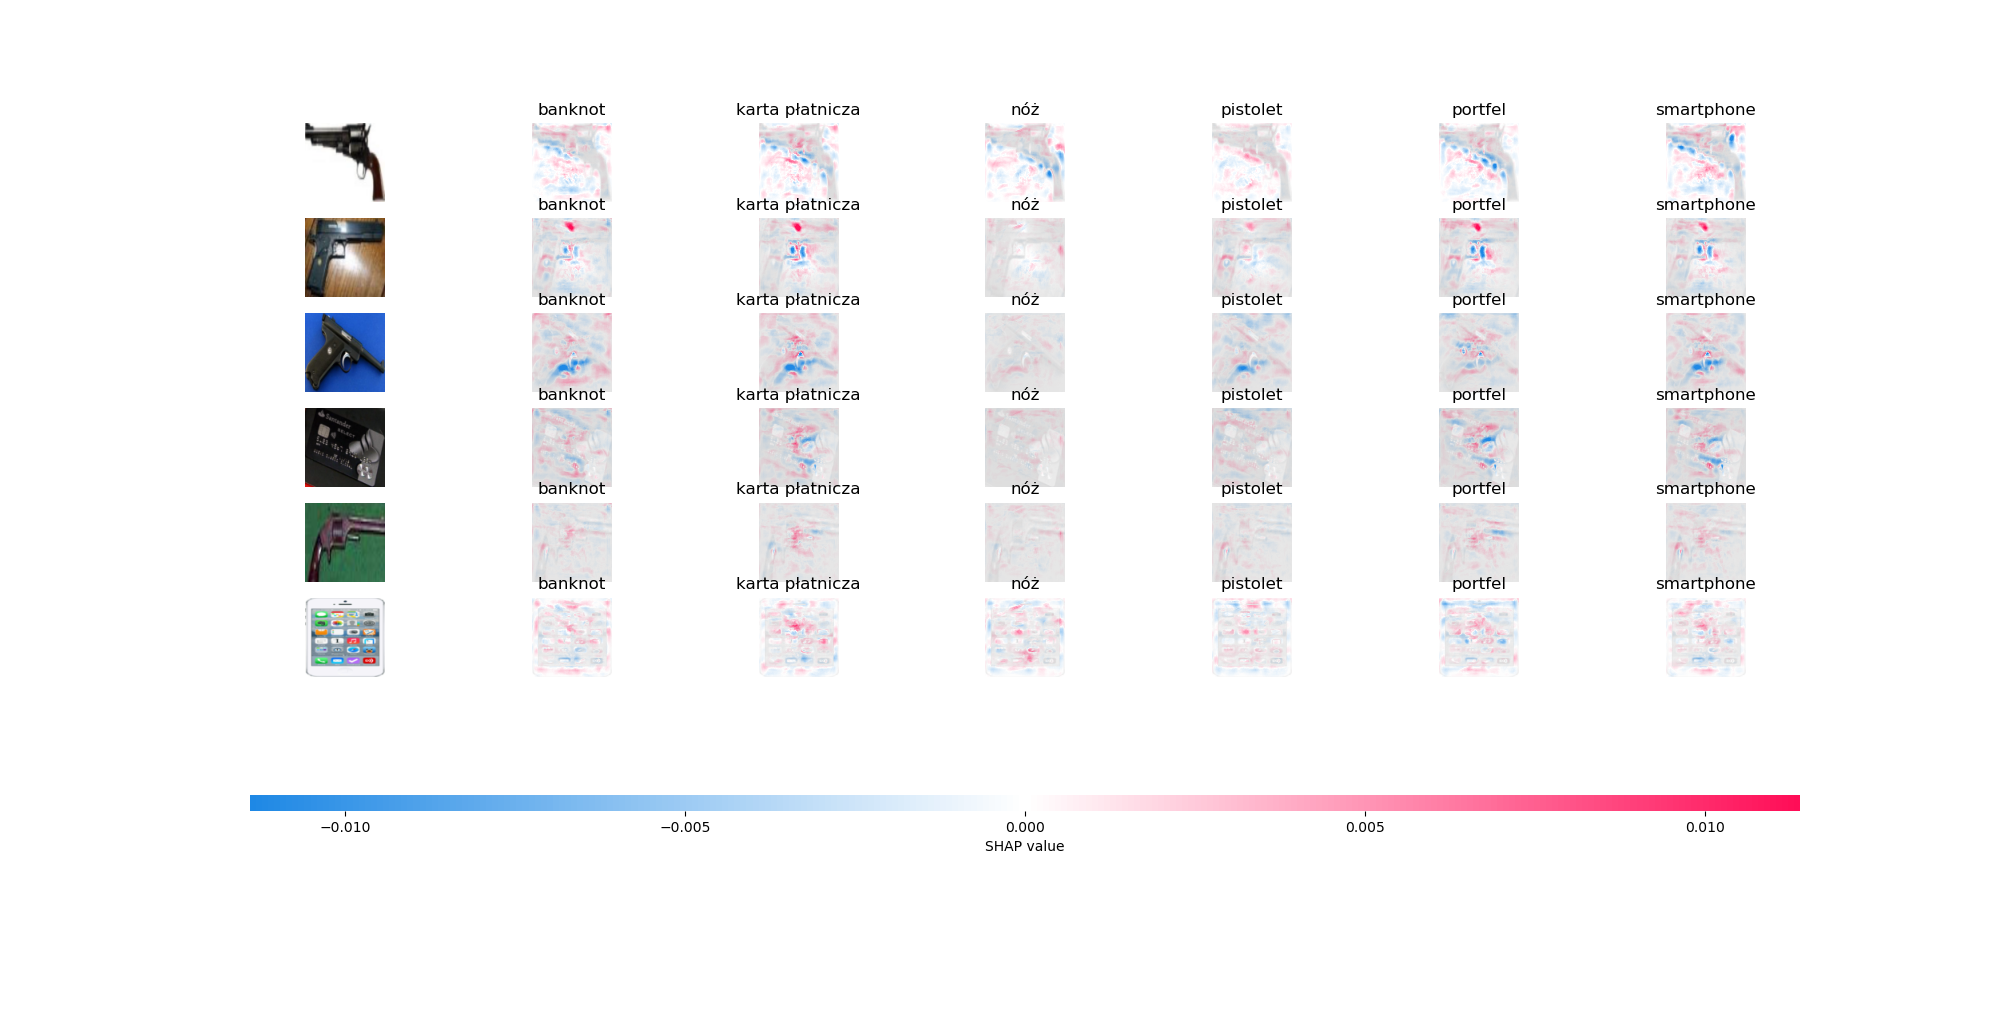 banknot karta płatnicza nóż pistolet portfel smartphone
banknot karta płatnicza nóż pistolet portfel smartphone
banknot karta płatnicza nóż pistolet portfel smartphone
banknot karta płatnicza nóż pistolet portfel smartphone
Santander
SELECT
banknot karta płatnicza nóż pistolet portfel smartphone
banknot karta płatnicza nóż pistolet portfel smartphone
−0.010 −0.005 0.000 0.005 0.010
SHAP value